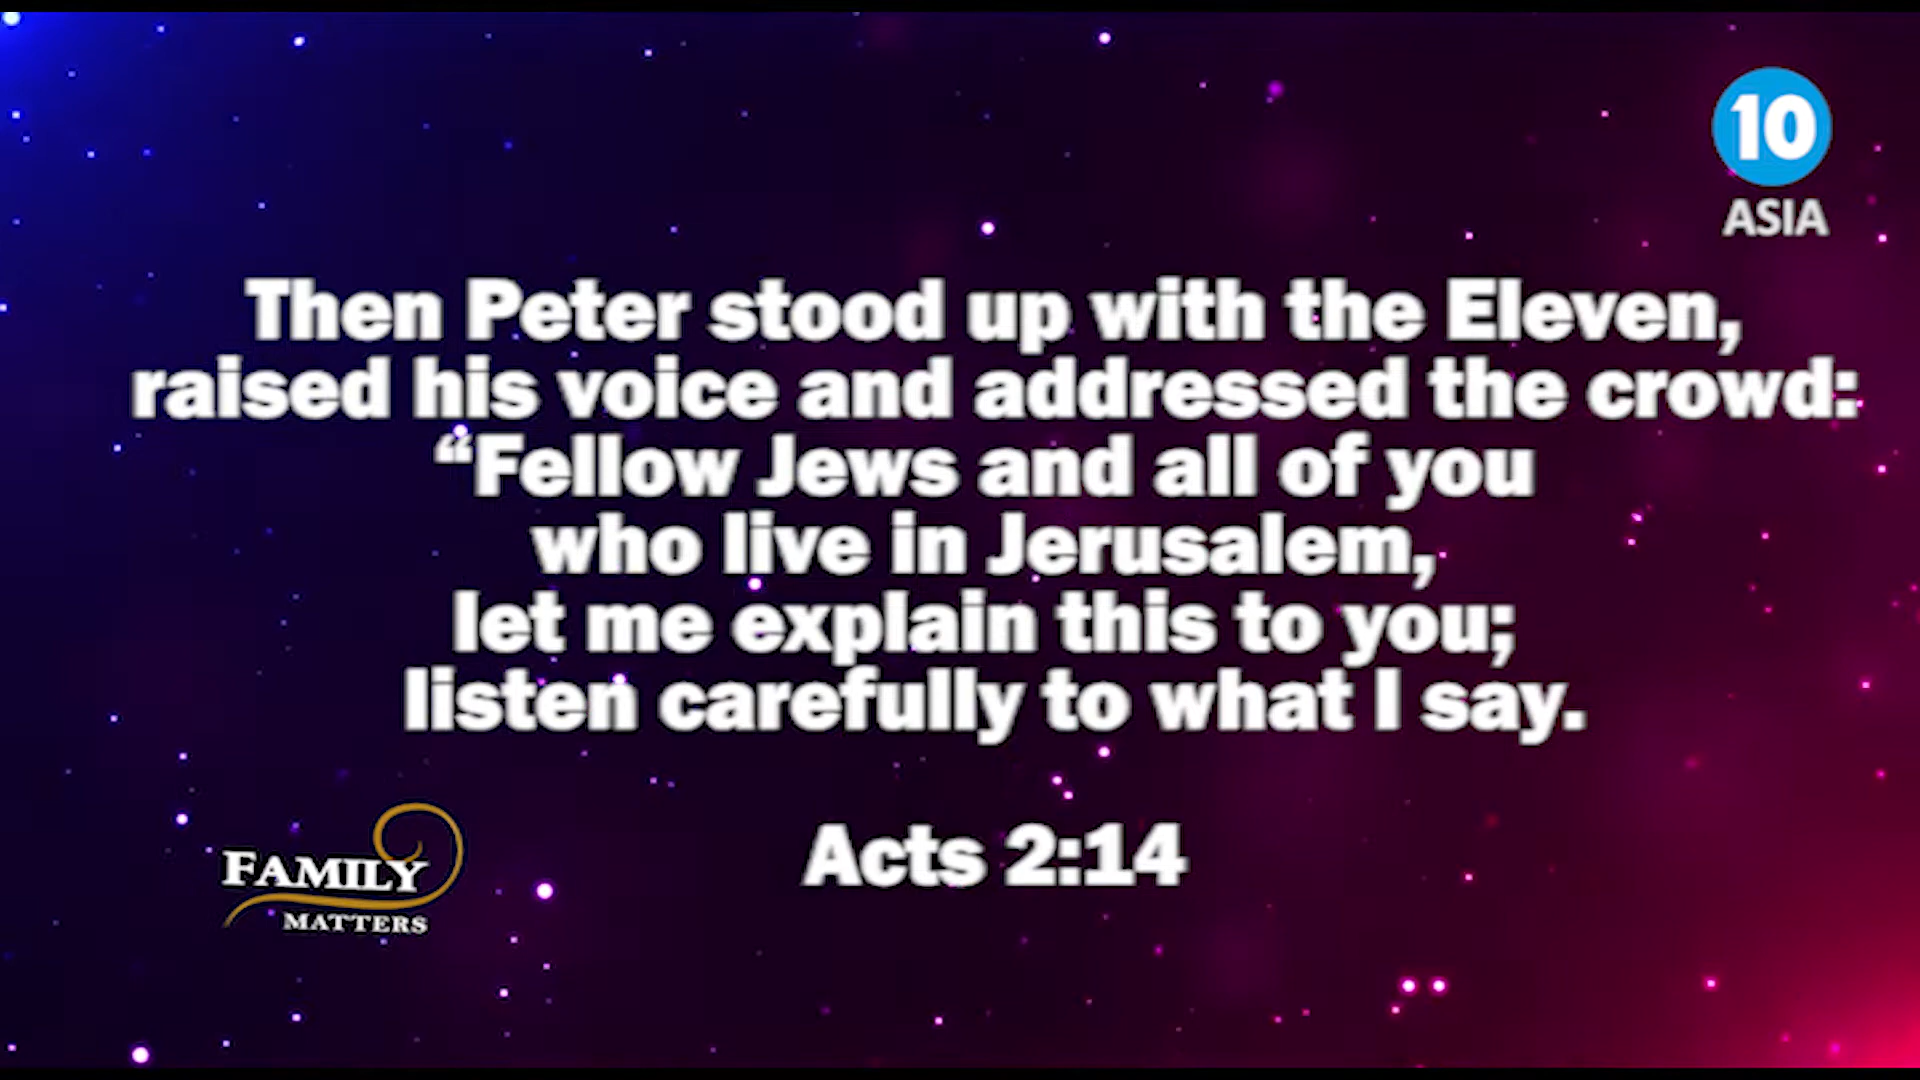 10
ASIA
Then Peter stood up with the Eleven,
raised his voice and addressed the crowd:
“Fellow Jews and all of you
who live in Jerusalem,
let me explain this to you;
listen carefully to what I say.
Acts 2:14
FAMILY
MATTERS